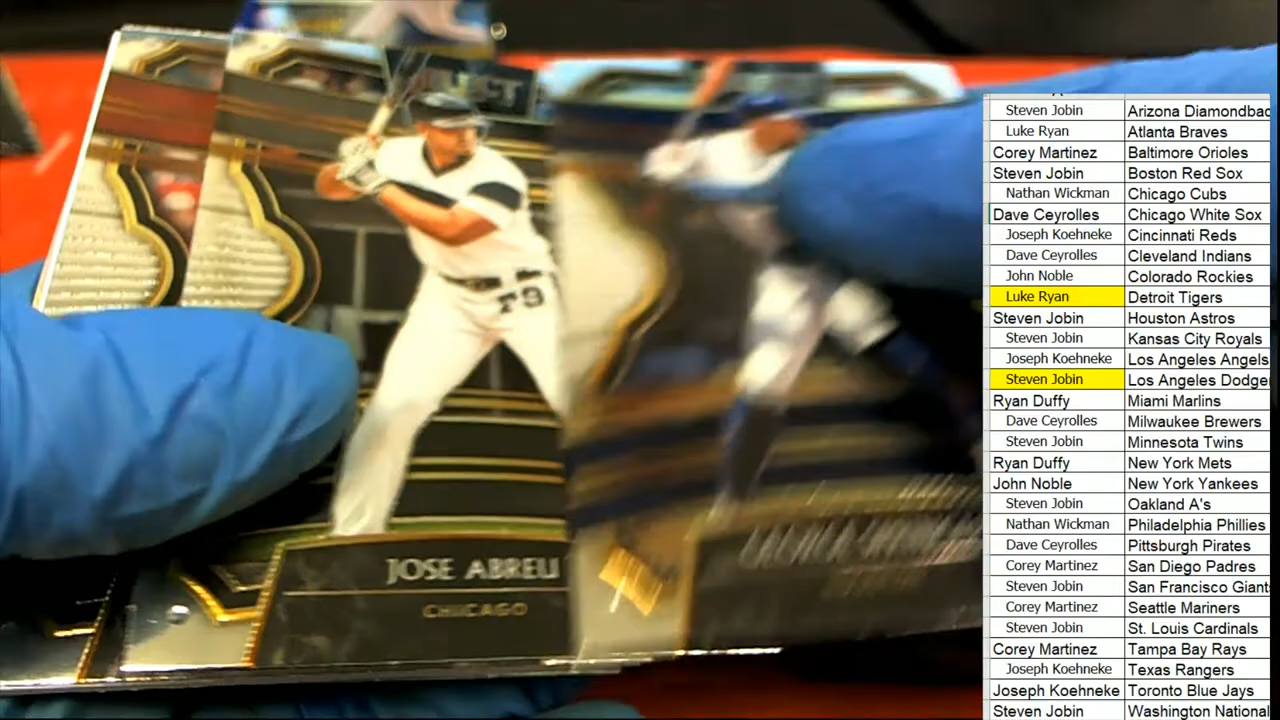 LECT
79
JOSE ABREU
CHICAGO
Steven Jobin Arizona Diamondbac
Luke Ryan Atlanta Braves
Corey Martinez Baltimore Orioles
Steven Jobin Boston Red Sox
Nathan Wickman Chicago Cubs
Dave Ceyrolles Chicago White Sox
Joseph Koehneke Cincinnati Reds
Dave Ceyrolles Cleveland Indians
John Noble Colorado Rockies
Luke Ryan Detroit Tigers
Steven Jobin Houston Astros
Steven Jobin Kansas City Royals
Joseph Koehneke Los Angeles Angels
Steven Jobin Los Angeles Dodge
Ryan Duffy Miami Marlins
Dave Ceyrolles Milwaukee Brewers
Steven Jobin Minnesota Twins
Ryan Duffy New York Mets
John Noble New York Yankees
Steven Jobin Oakland A's
Nathan Wickman Philadelphia Phillies
Dave Ceyrolles Pittsburgh Pirates
Corey Martinez San Diego Padres
Steven Jobin San Francisco Giant
Corey Martinez Seattle Mariners
Steven Jobin St. Louis Cardinals
Corey Martinez Tampa Bay Rays
Joseph Koehneke Texas Rangers
Joseph Koehneke Toronto Blue Jays
Steven Jobin Washington National